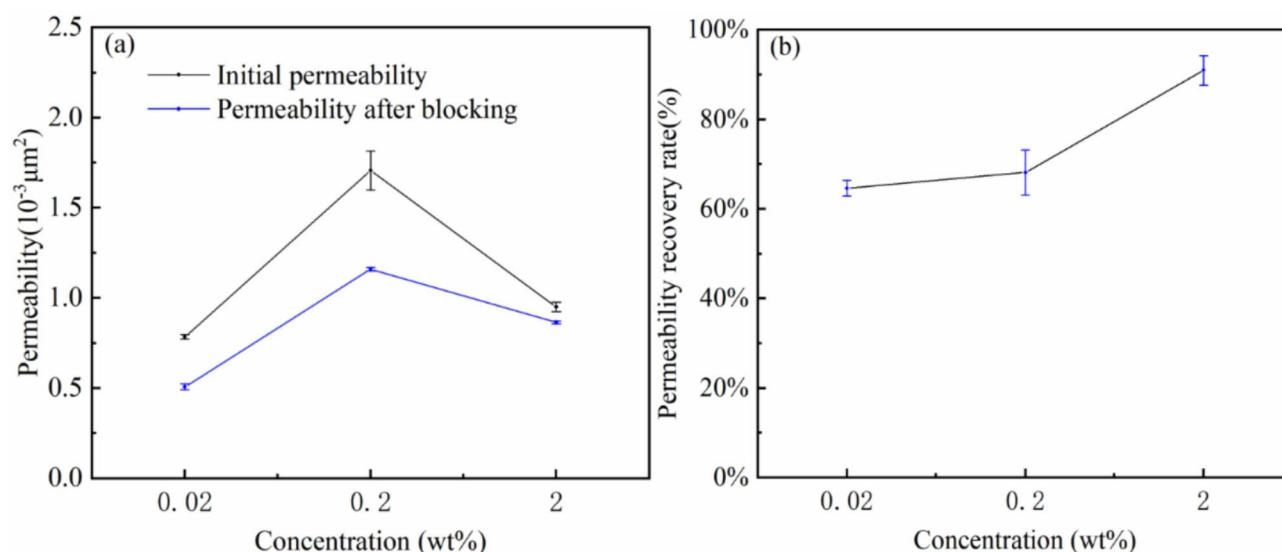 (a)
Initial permeability
Permeability after blocking
2.5
2.0
1.5
1.0
0.5
0.0
Permeability(10⁻³μm²)
0.02 0.2 2
Concentration (wt%)
(b)
100%
80%
60%
40%
20%
0%
Permeability recovery rate(%)
0.02 0.2 2
Concentration (wt%)